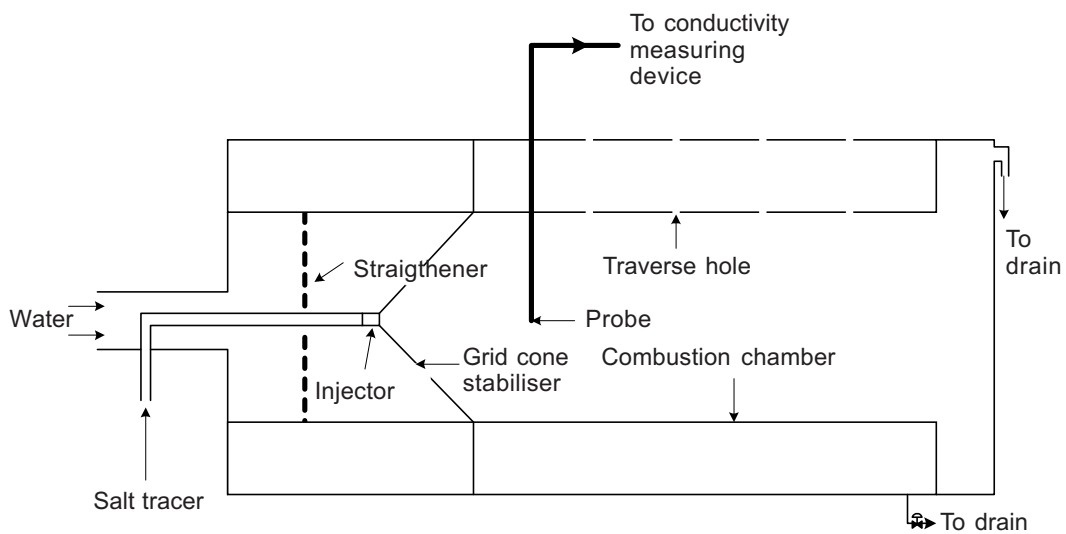 To conductivity
measuring
device
To
drain
Straigthener
Traverse hole
Water
Probe
Injector
Grid cone
stabiliser
Combustion chamber
Salt tracer
To drain